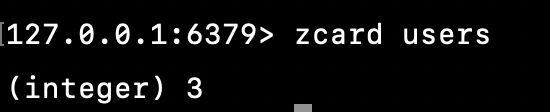 127.0.0.1:6379> zcard users
(integer) 3